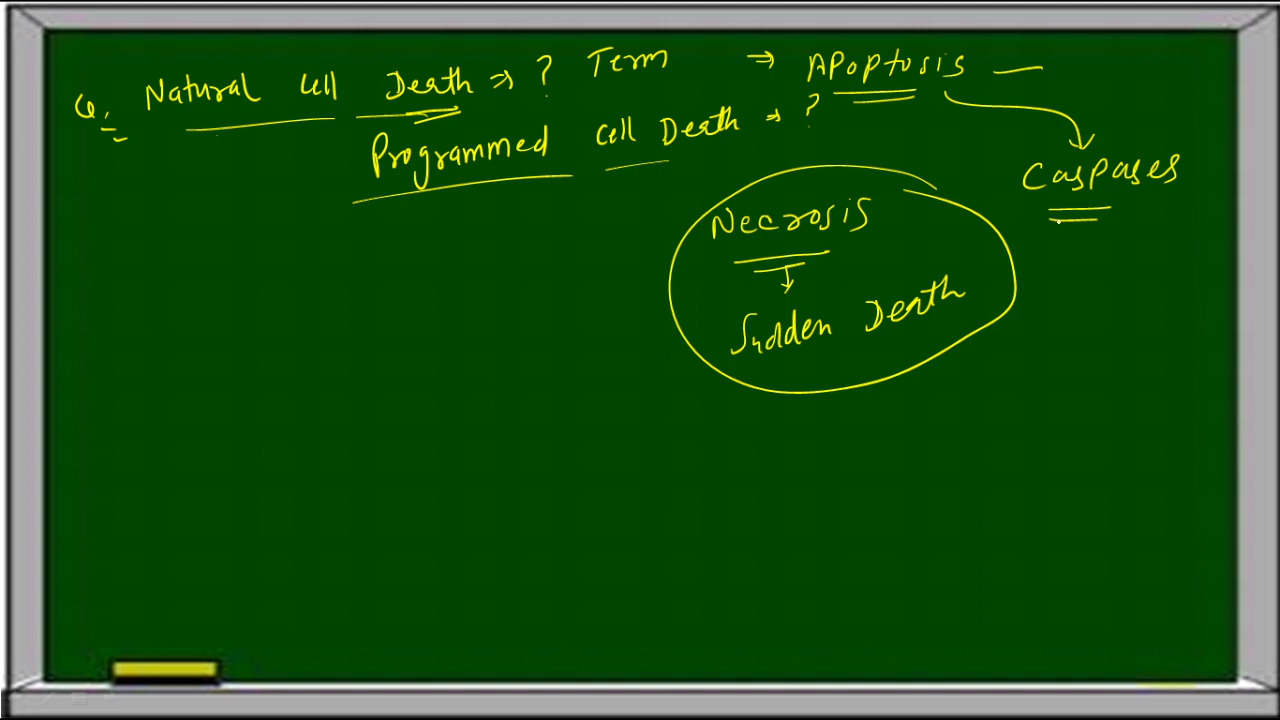 Q:- Natural Cell Death ⇒ ? Term ⇒ Apoptosis —
Programmed Cell Death ⇒ ?
Caspases
Necrosis
↓
Sudden Death